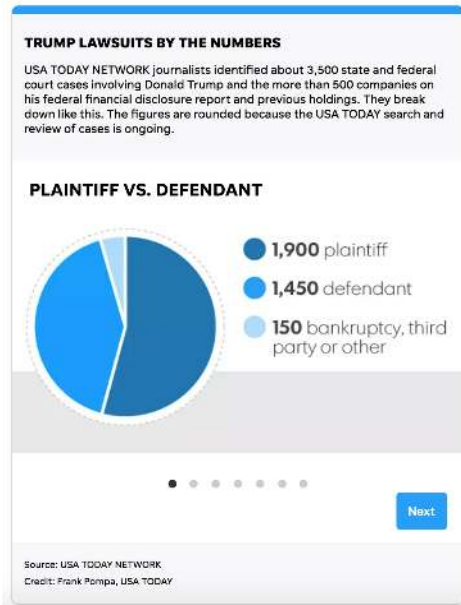 TRUMP LAWSUITS BY THE NUMBERS
USA TODAY NETWORK journalists identified about 3,500 state and federal
court cases involving Donald Trump and the more than 500 companies on
his federal financial disclosure report and previous holdings. They break
down like this. The figures are rounded because the USA TODAY search and
review of cases is ongoing.
PLAINTIFF VS. DEFENDANT
1,900 plaintiff
1,450 defendant
150 bankruptcy, third
party or other
Next
Source: USA TODAY NETWORK
Credit: Frank Pompa, USA TODAY